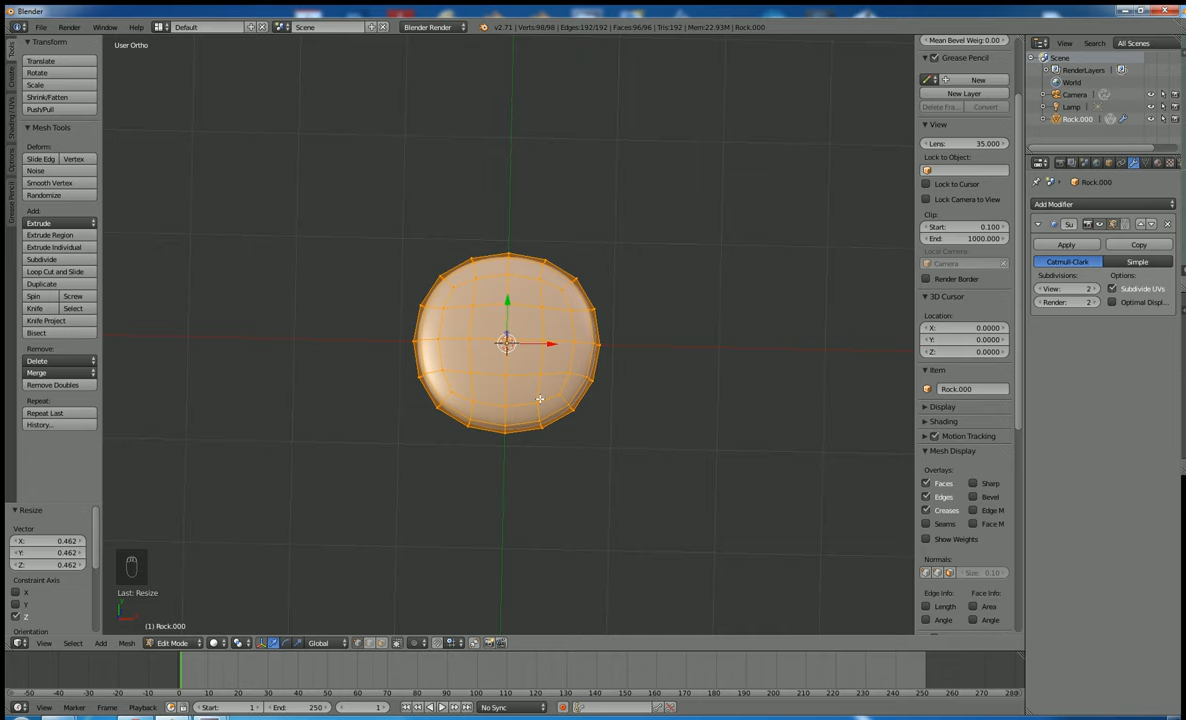 Blender
File
Render
Window
Help
Default
Scene
Blender Render
v2.71 | Verts:98/98 | Edges:192/192 | Faces:96/96 | Tris:192 | Mem:22.93M | Rock.000
Tools
Create
Shading / UVs
Options
Grease Pencil
Transform
Translate
Rotate
Scale
Shrink/Fatten
Push/Pull
Mesh Tools
Deform:
Slide Edg
Vertex
Noise
Smooth Vertex
Randomize
Add:
Extrude
Extrude Region
Extrude Individual
Subdivide
Loop Cut and Slide
Duplicate
Spin
Screw
Knife
Select
Knife Project
Bisect
Remove:
Delete
Merge
Remove Doubles
Repeat:
Repeat Last
History...
Resize
Vector
X: 0.462
Y: 0.462
Z: 0.462
Constraint Axis
X
Y
Z
Orientation
User Ortho
Last: Resize
(1) Rock.000
Mean Bevel Weig: 0.00
Grease Pencil
New
New Layer
Delete Fra...
Convert
View
Lens: 35.000
Lock to Object:
Lock to Cursor
Lock Camera to View
Clip:
Start: 0.100
End: 1000.000
Local Camera
Camera
Render Border
3D Cursor
Location:
X: 0.0000
Y: 0.0000
Z: 0.0000
Item
Rock.000
Display
Shading
Motion Tracking
Mesh Display
Overlays:
Faces
Sharp
Edges
Bevel
Creases
Edge M
Seams
Face M
Show Weights
Normals:
Size: 0.10
Edge Info:
Face Info:
Length
Area
Angle
Angle
View
Search
All Scenes
Scene
RenderLayers
World
Camera
Lamp
Rock.000
Rock.000
Add Modifier
Su
Apply
Copy
Catmull-Clark
Simple
Subdivisions:
Options:
View: 2
Subdivide UVs
Render: 2
Optimal Displ...
View
Select
Add
Mesh
Edit Mode
Global
-50 -40 -30 -20 -10 0 10 20 30 40 50 60 70 80 90 100 110 120 130 140 150 160 170 180 190 200 210 220 230 240 250 260 270 280
View
Marker
Frame
Playback
Start: 1
End: 250
1
No Sync